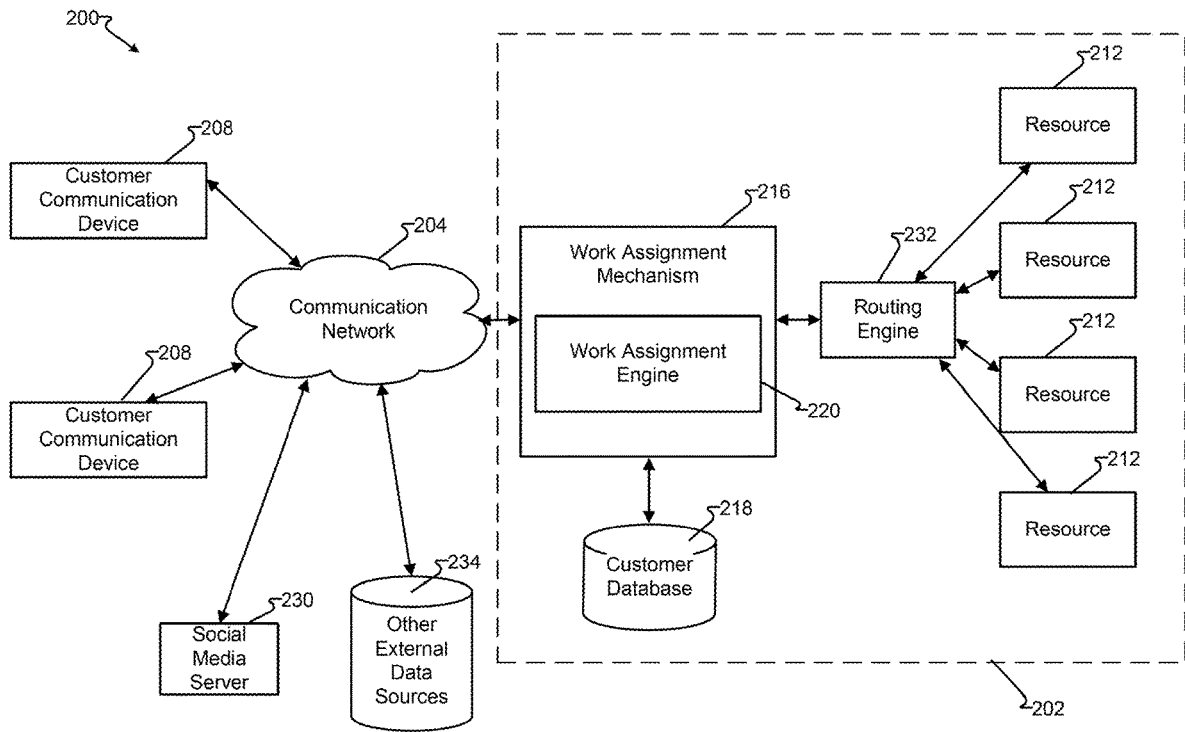 200
208
Customer
Communication
Device
204
Communication
Network
208
Customer
Communication
Device
230
Social
Media
Server
234
Other
External
Data
Sources
216
Work Assignment
Mechanism
Work Assignment
Engine
220
218
Customer
Database
232
Routing
Engine
212
Resource
212
Resource
212
Resource
212
Resource
202